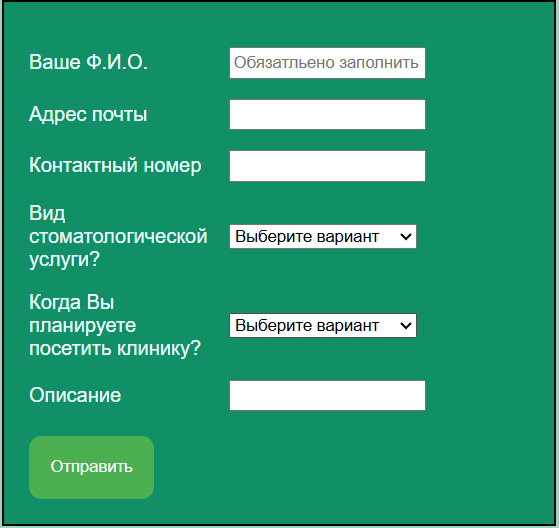 Ваше Ф.И.О.
Обязатльено заполнить
Адрес почты
Контактный номер
Вид
стоматологической
услуги?
Выберите вариант
Когда Вы
планируете
посетить клинику?
Выберите вариант
Описание
Отправить